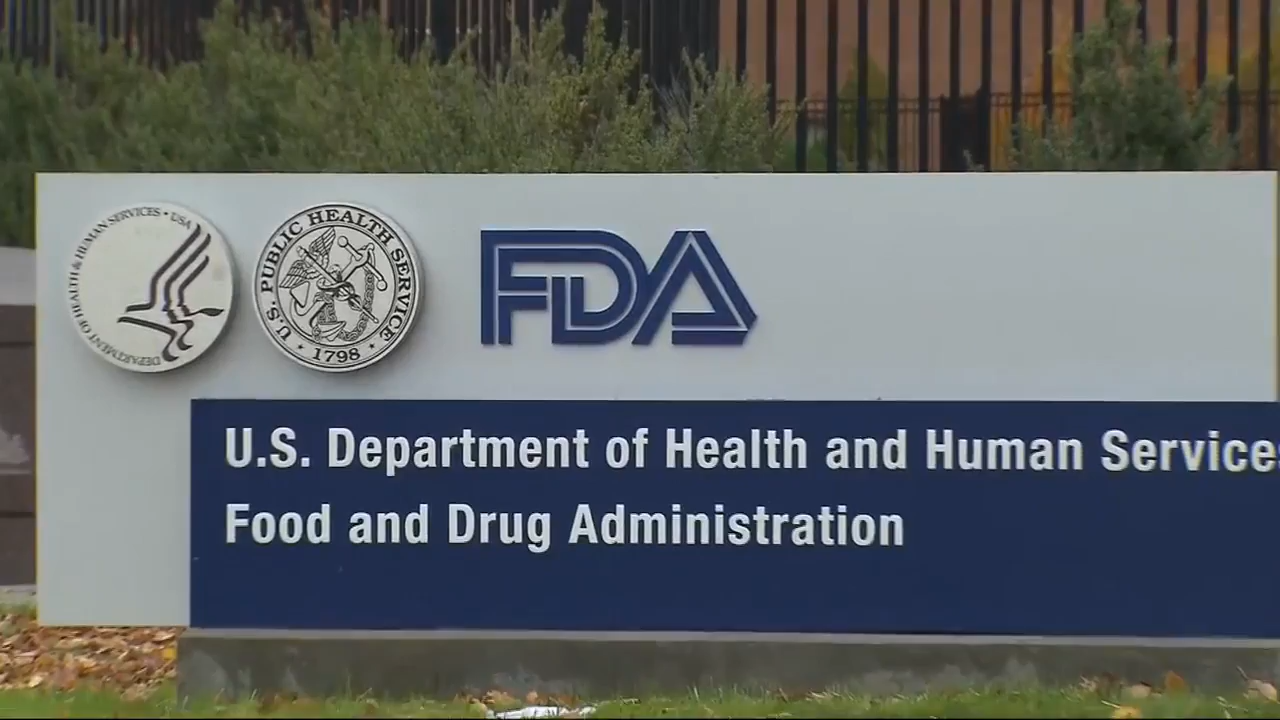 DEPARTMENT OF HEALTH & HUMAN SERVICES • USA
U.S. PUBLIC HEALTH SERVICE
• 1798 •
FDA
U.S. Department of Health and Human Services
Food and Drug Administration